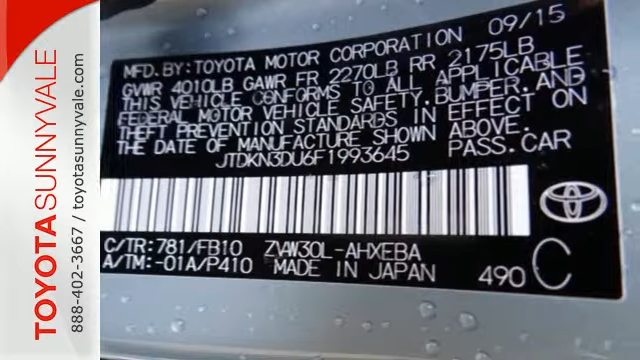 TOYOTA SUNNYVALE
888-402-3667 / toyotasunnyvale.com
MFD. BY: TOYOTA MOTOR CORPORATION 09/15
GVWR 4010LB GAWR FR 2270LB RR 2175LB
THIS VEHICLE CONFORMS TO ALL APPLICABLE
FEDERAL MOTOR VEHICLE SAFETY, BUMPER, AND
THEFT PREVENTION STANDARDS IN EFFECT ON
THE DATE OF MANUFACTURE SHOWN ABOVE.
JTDKN3DU6F1993645 PASS. CAR
C/TR: 781/FB10 ZVW30L-AHXEBA
A/TM: -01A/P410 MADE IN JAPAN 490 C